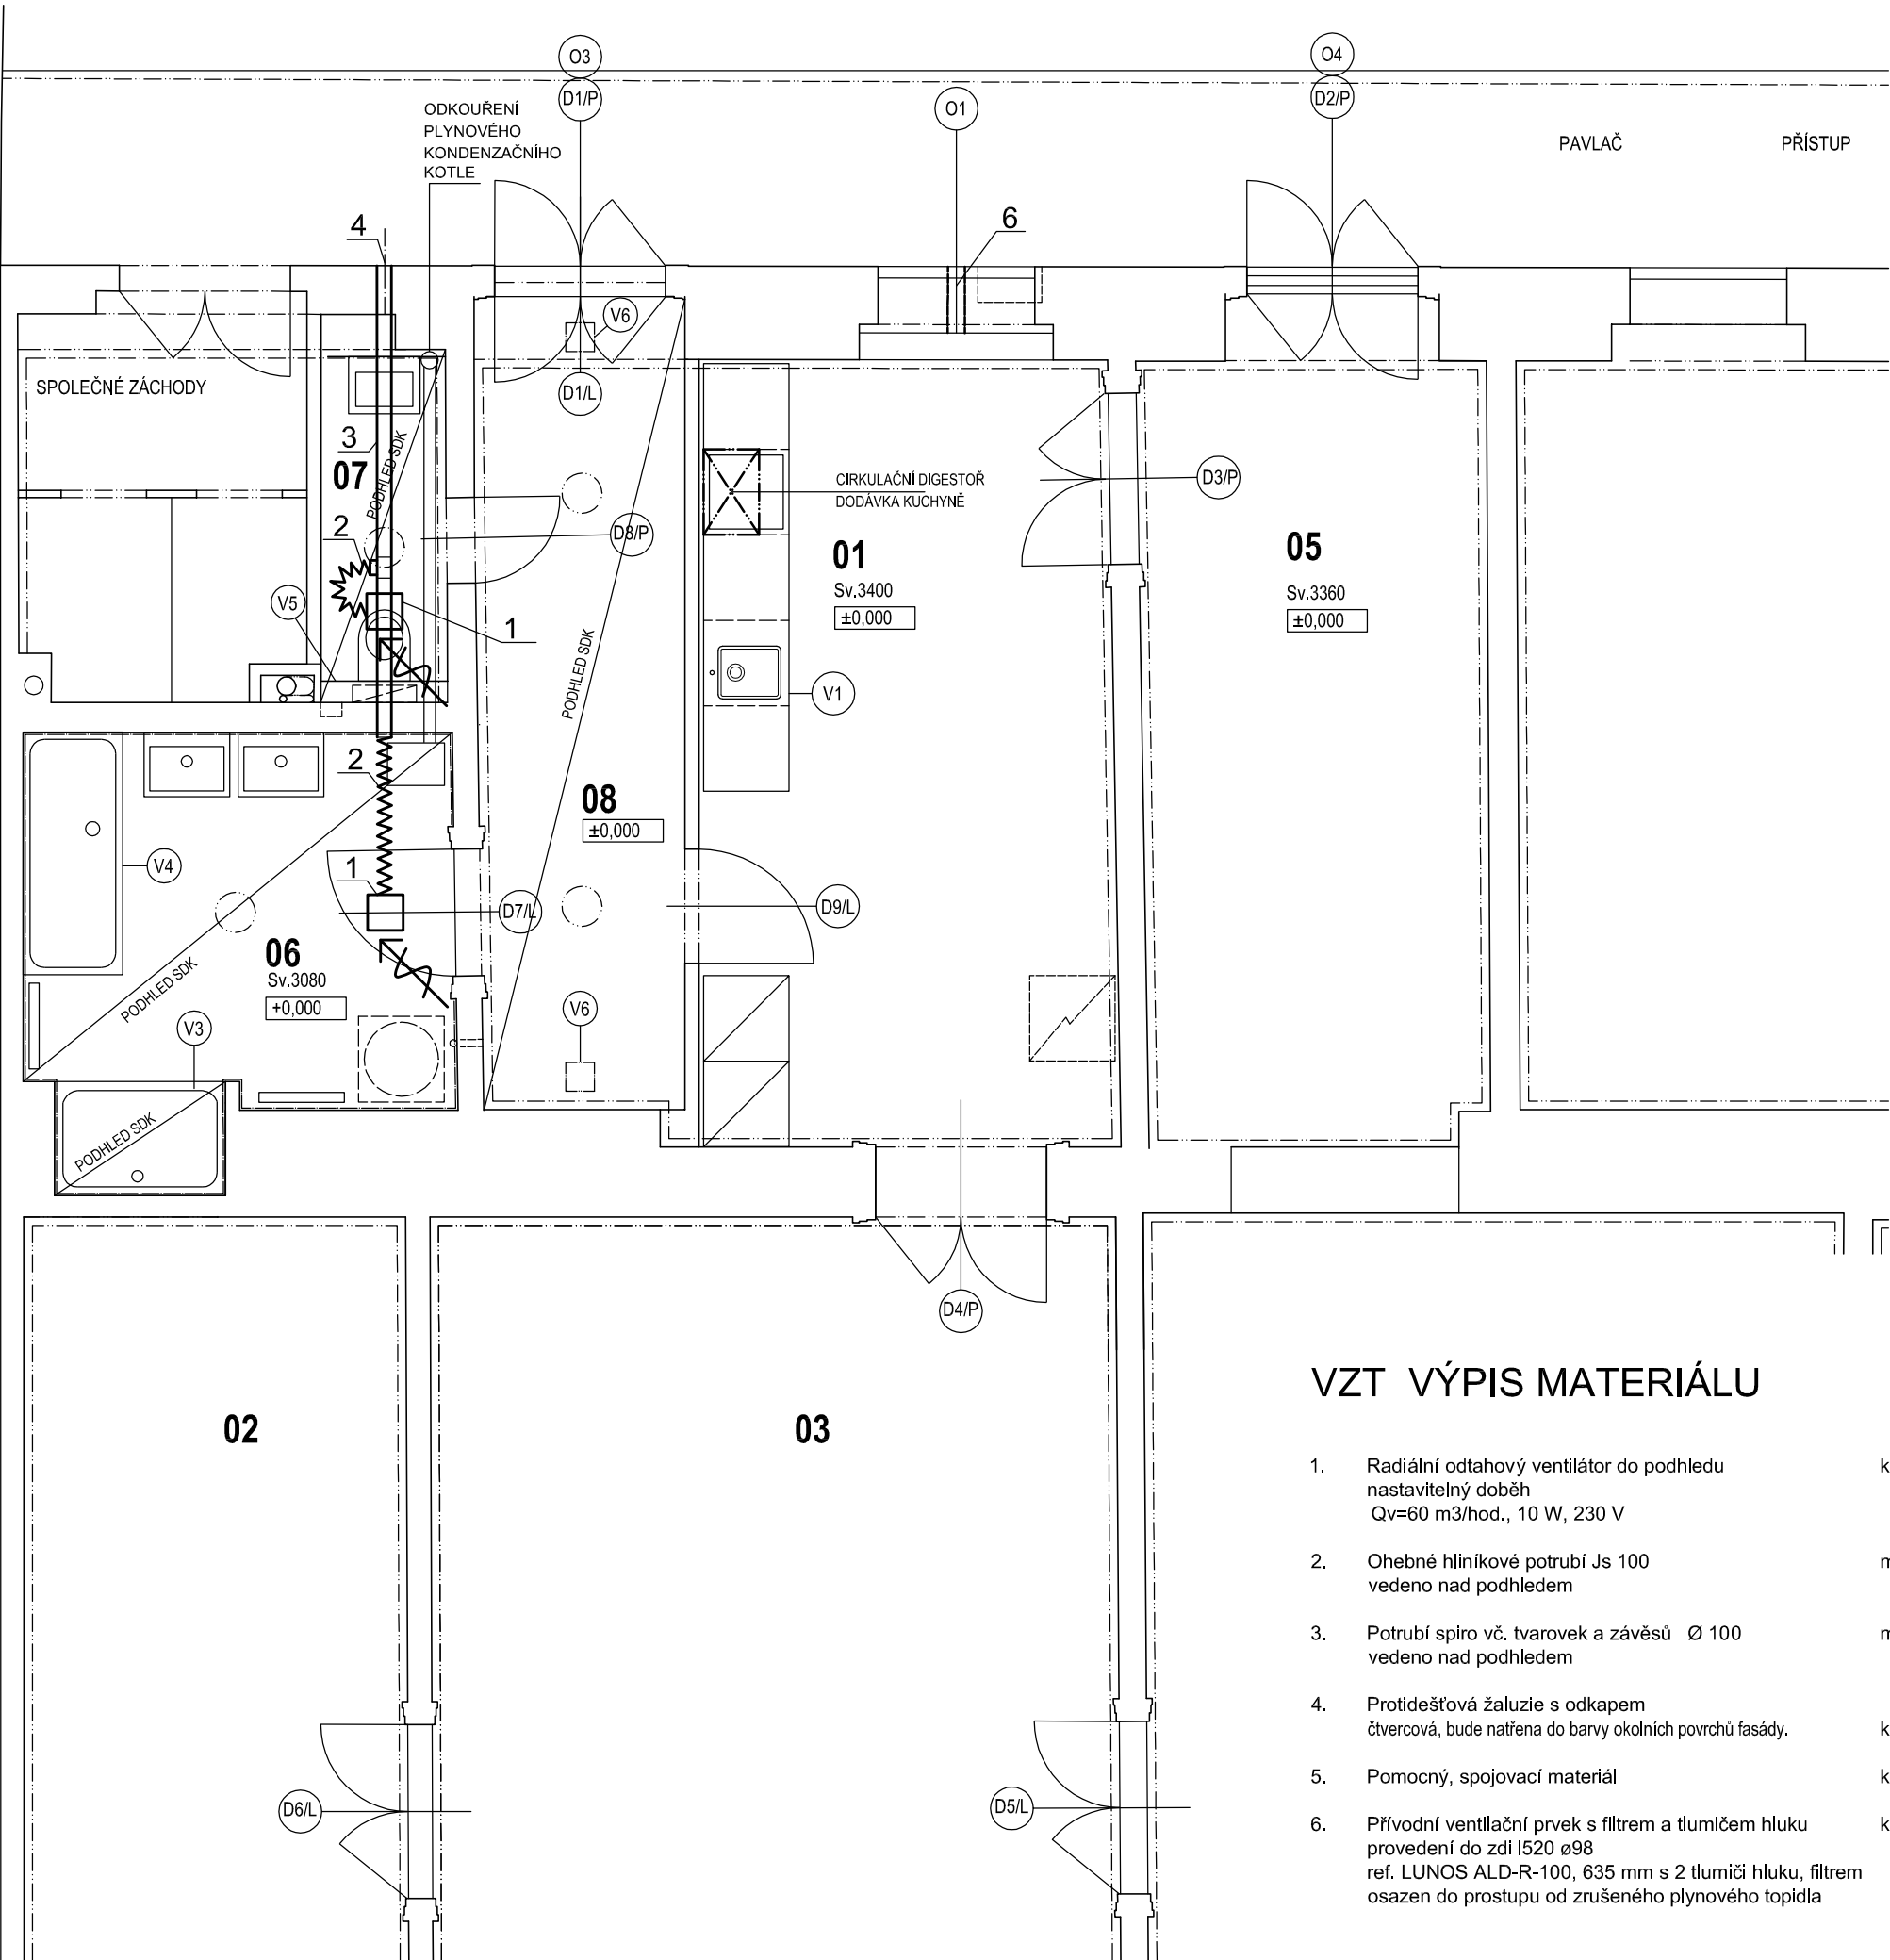 O3
O4
D1/P
D2/P
O1
ODKOUŘENÍ
PLYNOVÉHO
KONDENZAČNÍHO
KOTLE
PAVLAČ
PŘÍSTUP
4
6
V6
D1/L
SPOLEČNÉ ZÁCHODY
3
07
PODHLED SDK
2
D8/P
V5
1
CIRKULAČNÍ DIGESTOŘ
DODÁVKA KUCHYNĚ
D3/P
01
Sv.3400
±0,000
05
Sv.3360
±0,000
PODHLED SDK
V1
2
08
±0,000
V4
1
D7/L
D9/L
06
Sv.3080
+0,000
PODHLED SDK
V3
V6
PODHLED SDK
D4/P
02
03
D6/L
D5/L
VZT VÝPIS MATERIÁLU
1. Radiální odtahový ventilátor do podhledu k
nastavitelný doběh
Qv=60 m3/hod., 10 W, 230 V
2. Ohebné hliníkové potrubí Js 100
vedeno nad podhledem
3. Potrubí spiro vč. tvarovek a závěsů Ø 100
vedeno nad podhledem
4. Protidešťová žaluzie s odkapem
čtvercová, bude natřena do barvy okolních povrchů fasády. k
5. Pomocný, spojovací materiál k
6. Přívodní ventilační prvek s filtrem a tlumičem hluku k
provedení do zdi l520 ø98
ref. LUNOS ALD-R-100, 635 mm s 2 tlumiči hluku, filtrem
osazen do prostupu od zrušeného plynového topidla